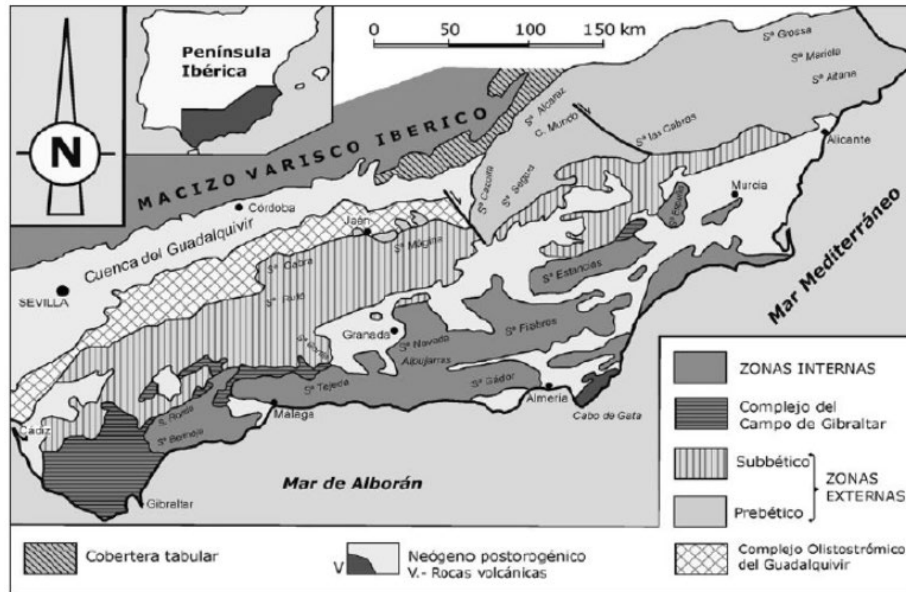 Península
Ibérica
N
0 50 100 150 km
Sª Grossa
Sª Mariola
Sª Aitana
Sª Alcaraz
C. Mundo
Sª las Cabras
Alicante
MACIZO VARISCO IBERICO
Sª Cazorla
Sª Segura
Sª Espuña
Murcia
Córdoba
Jaén
Sª Mágina
Cuenca del Guadalquivir
Sª Cabra
Sª Estancias
SEVILLA
Sª Rute
Mar Mediterráneo
Granada
Sª Gorda
Sª Nevada
Sª Filabres
Alpujarras
Sª Tejeda
Sª Gádor
Almería
Cabo de Gata
Málaga
S. Ronda
Sª Bermeja
Cádiz
Mar de Alborán
Gibraltar
ZONAS INTERNAS
Complejo del
Campo de Gibraltar
Subbético
ZONAS
EXTERNAS
Prebético
Cobertera tabular
V
Neógeno postorogénico
V.- Rocas volcánicas
Complejo Olistostrómico
del Guadalquivir